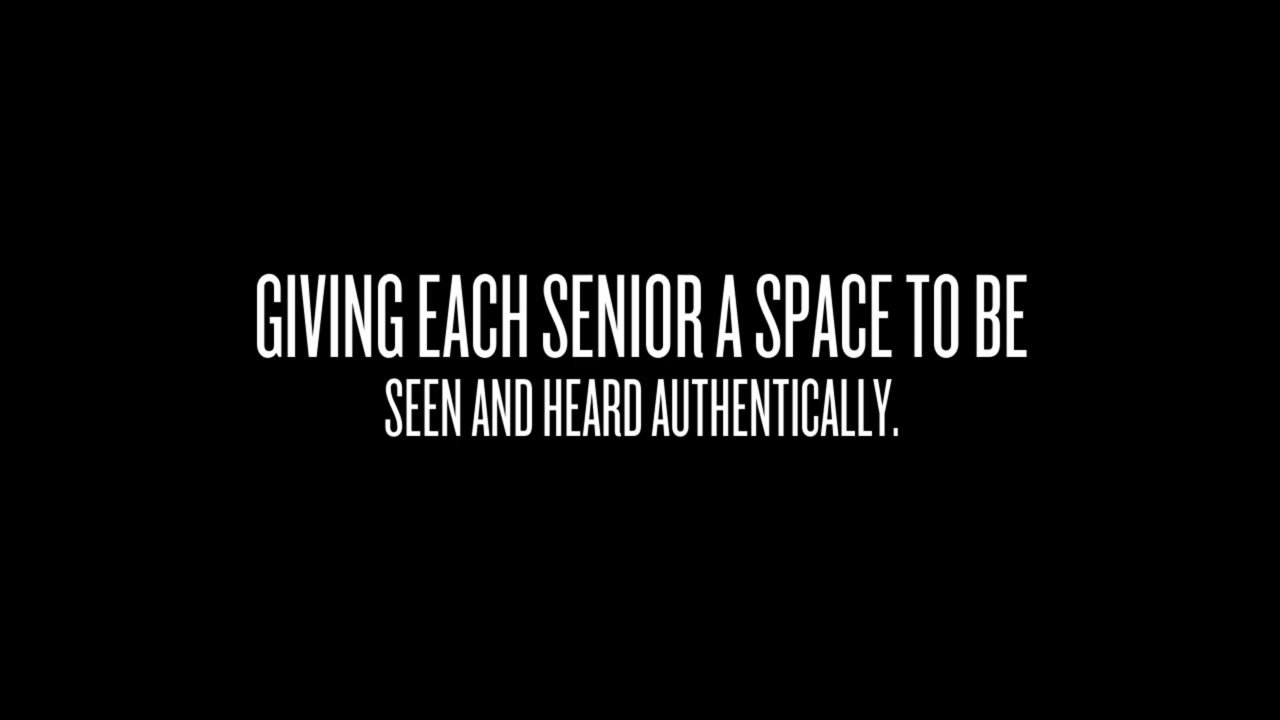 GIVING EACH SENIOR A SPACE TO BE
SEEN AND HEARD AUTHENTICALLY.